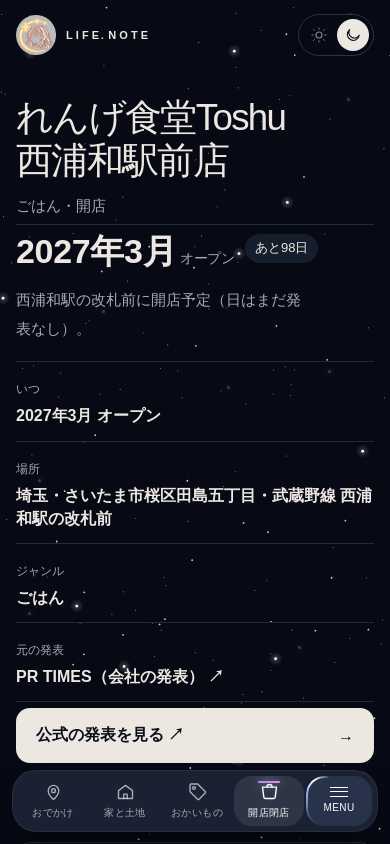 LIFE.NOTE
れんげ食堂Toshu
西浦和駅前店
ごはん・開店
2027年3月 オープン あと98日
西浦和駅の改札前に開店予定（日はまだ発
表なし）。
いつ
2027年3月 オープン
場所
埼玉・さいたま市桜区田島五丁目・武蔵野線 西浦
和駅の改札前
ジャンル
ごはん
元の発表
PR TIMES（会社の発表） ↗
公式の発表を見る ↗ →
おでかけ 家と土地 おかいもの 開店閉店 MENU